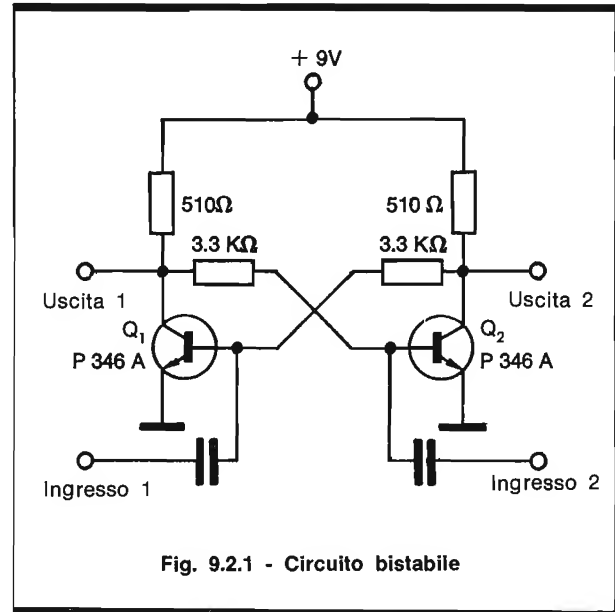 + 9V
510Ω
510 Ω
3.3 KΩ
3.3 KΩ
Uscita 1
Uscita 2
Q1
Q2
P 346 A
P 346 A
Ingresso 1
Ingresso 2
Fig. 9.2.1 - Circuito bistabile